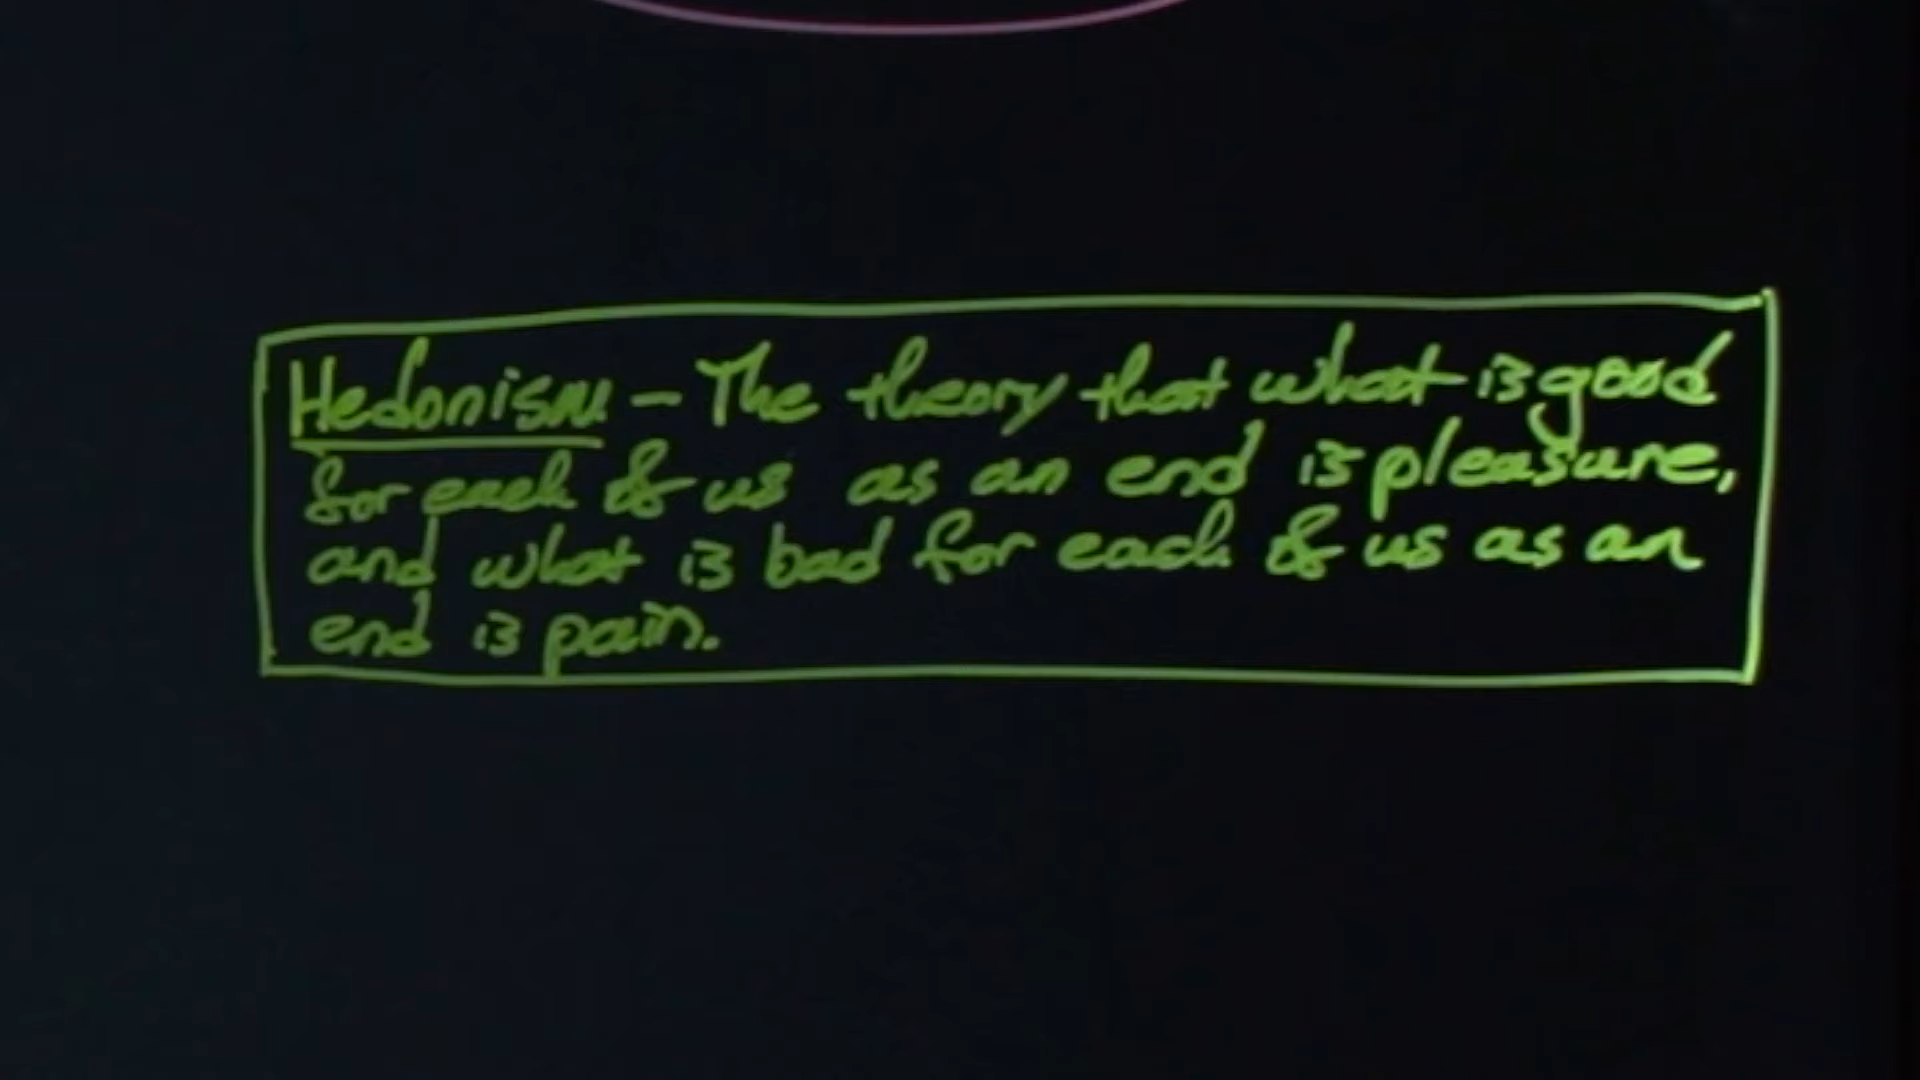 Hedonism - The theory that what is good
for each of us as an end is pleasure,
and what is bad for each of us as an
end is pain.